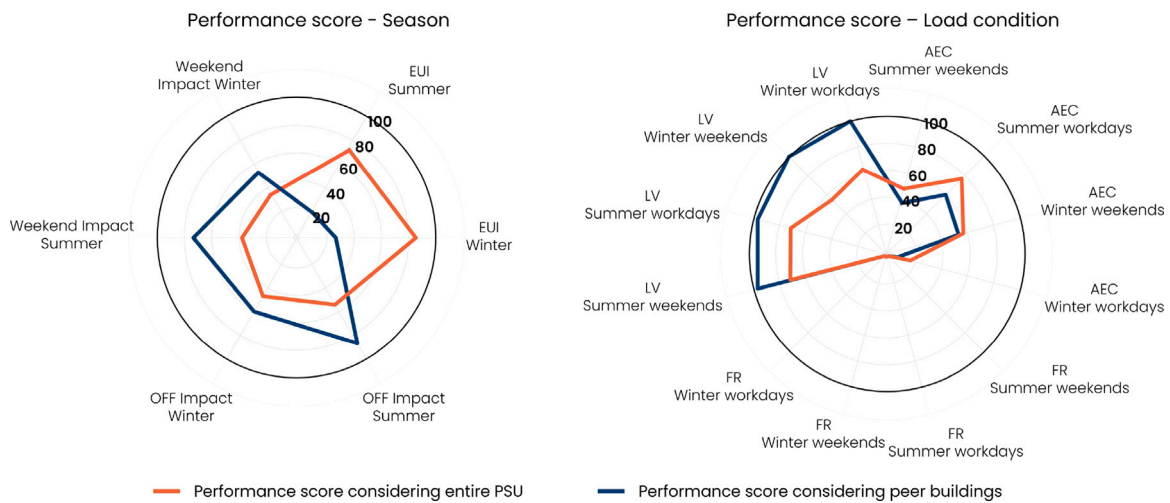 Performance score - Season
Weekend
Impact Winter
EUI
Summer
100
80
60
40
20
Weekend Impact
Summer
EUI
Winter
OFF Impact
Winter
OFF Impact
Summer
Performance score – Load condition
AEC
Summer weekends
LV
Winter workdays
LV
Winter weekends
AEC
Summer workdays
100
80
60
40
20
LV
Summer workdays
AEC
Winter weekends
LV
Summer weekends
AEC
Winter workdays
FR
Winter workdays
FR
Summer weekends
FR
Winter weekends
FR
Summer workdays
Performance score considering entire PSU
Performance score considering peer buildings